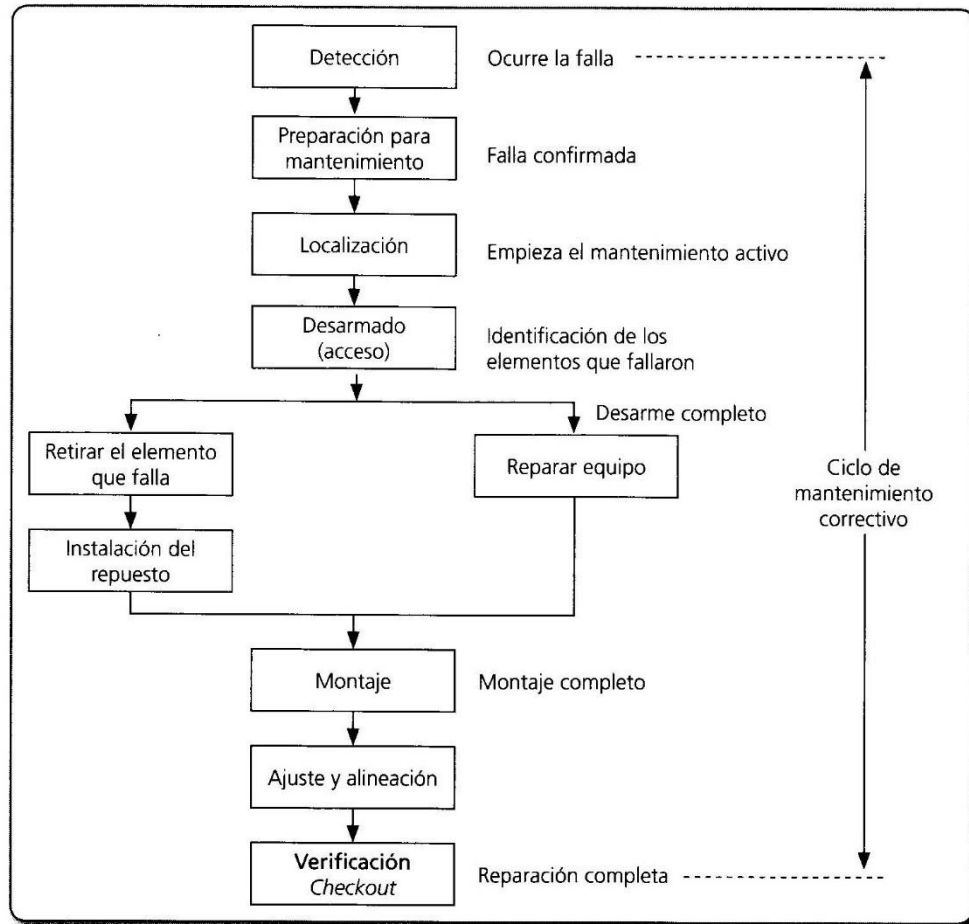 Detección
Ocurre la falla
Preparación para
mantenimiento
Falla confirmada
Localización
Empieza el mantenimiento activo
Desarmado
(acceso)
Identificación de los
elementos que fallaron
Desarme completo
Retirar el elemento
que falla
Reparar equipo
Ciclo de
mantenimiento
correctivo
Instalación del
repuesto
Montaje
Montaje completo
Ajuste y alineación
Verificación
Checkout
Reparación completa